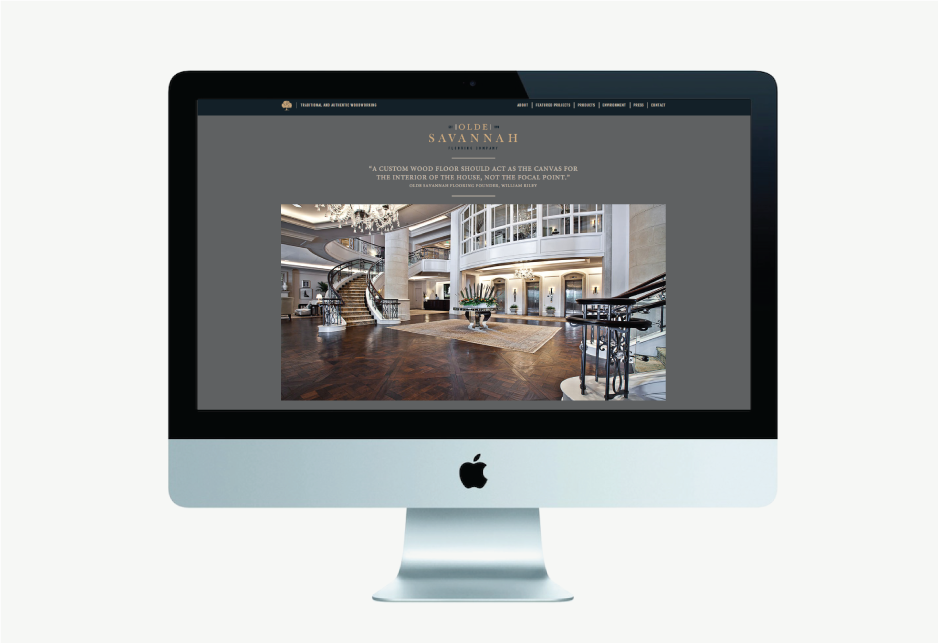 TRADITIONAL AND AUTHENTIC WOODWORKING
ABOUT | FEATURED PROJECTS | PRODUCTS | ENVIRONMENT | PRESS | CONTACT
OLDE
SAVANNAH
FLOORING COMPANY
"A CUSTOM WOOD FLOOR SHOULD ACT AS THE CANVAS FOR
THE INTERIOR OF THE HOUSE, NOT THE FOCAL POINT."
OLDE SAVANNAH FLOORING FOUNDER, WILLIAM RILEY